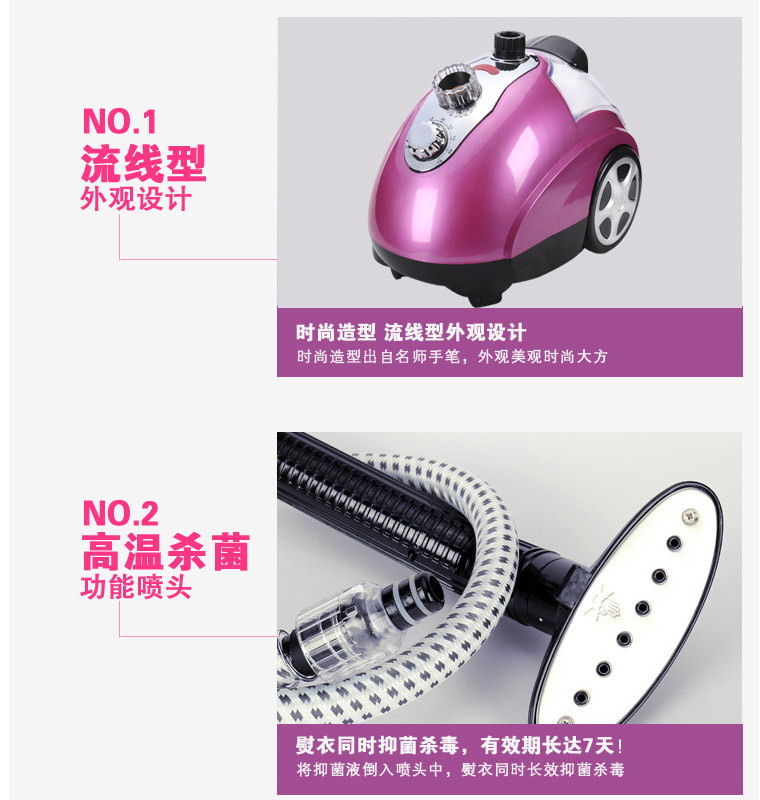 NO.1
流线型
外观设计
时尚造型 流线型外观设计
时尚造型出自名师手笔，外观美观时尚大方
NO.2
高温杀菌
功能喷头
熨衣同时抑菌杀毒，有效期长达7天！
将抑菌液倒入喷头中，熨衣同时长效抑菌杀毒